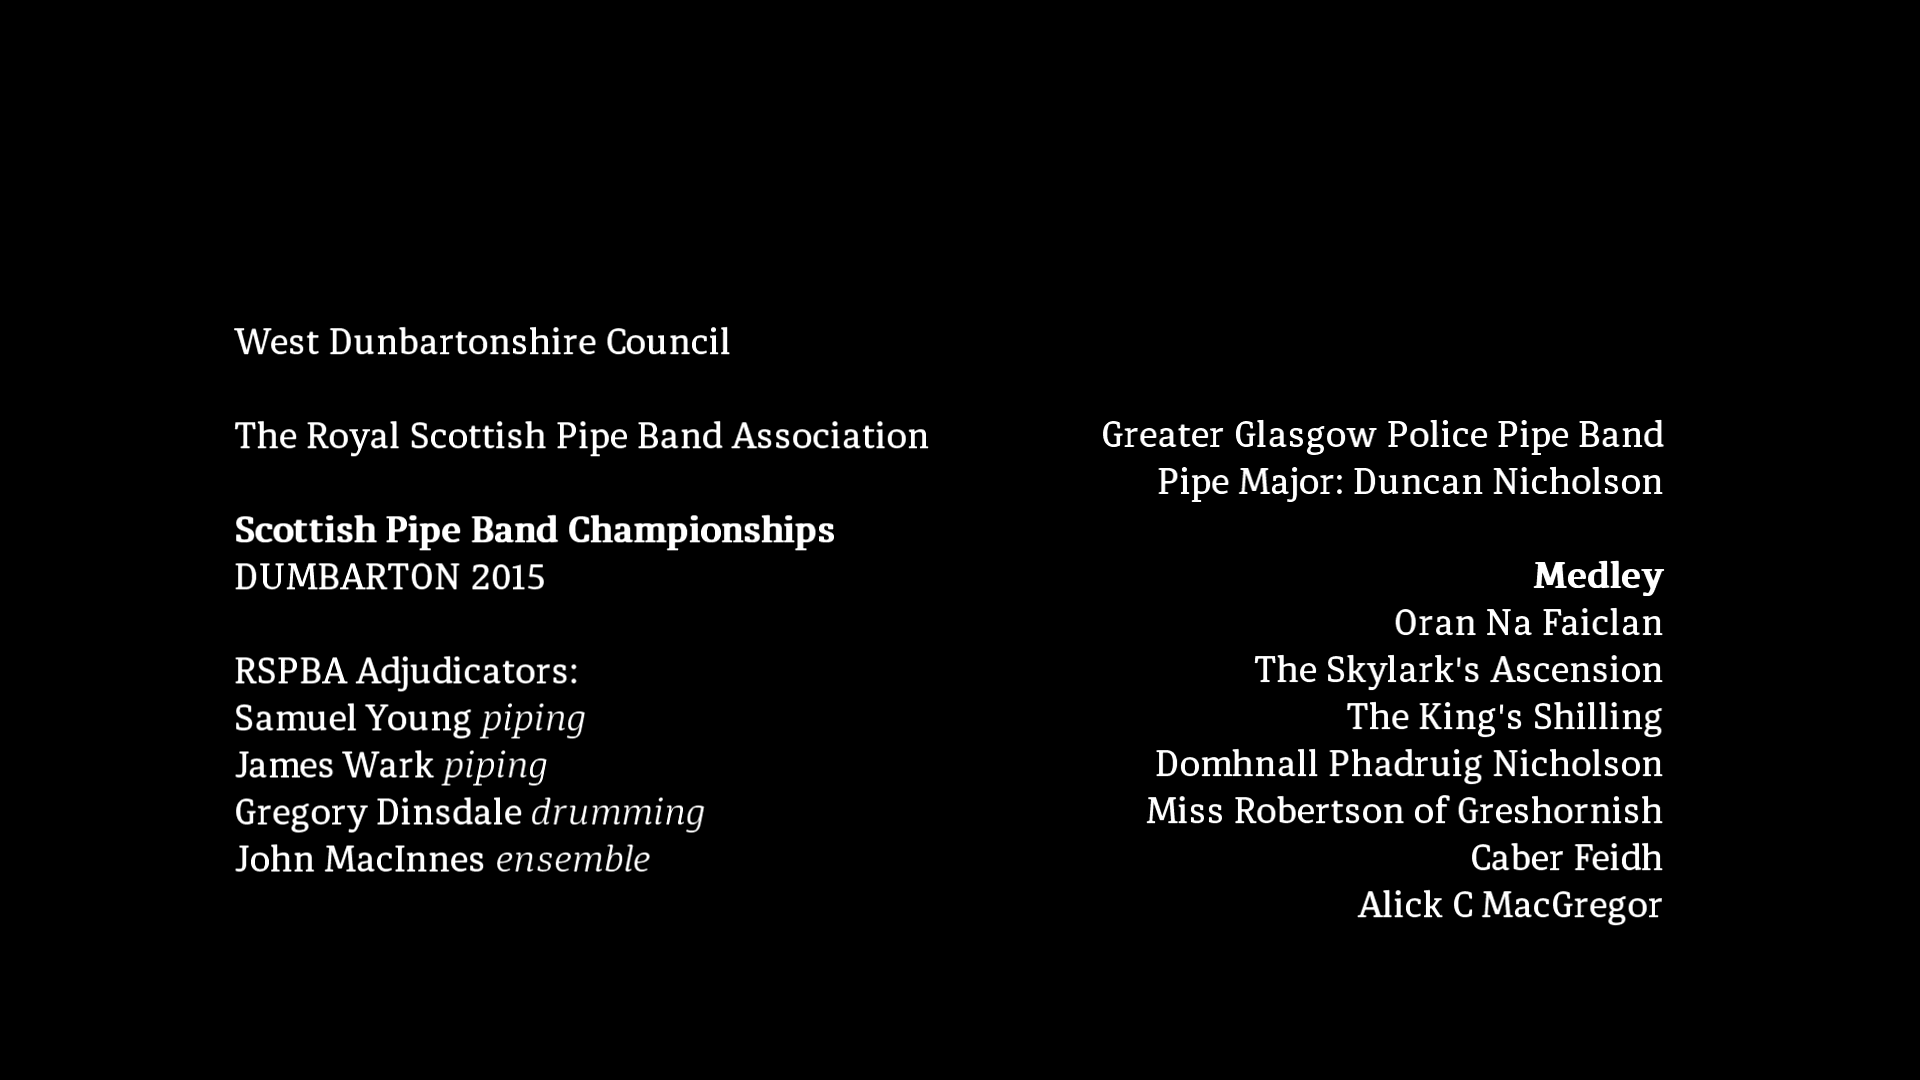 West Dunbartonshire Council
The Royal Scottish Pipe Band Association
Scottish Pipe Band Championships
DUMBARTON 2015
RSPBA Adjudicators:
Samuel Young piping
James Wark piping
Gregory Dinsdale drumming
John MacInnes ensemble
Greater Glasgow Police Pipe Band
Pipe Major: Duncan Nicholson
Medley
Oran Na Faiclan
The Skylark's Ascension
The King's Shilling
Domhnall Phadruig Nicholson
Miss Robertson of Greshornish
Caber Feidh
Alick C MacGregor